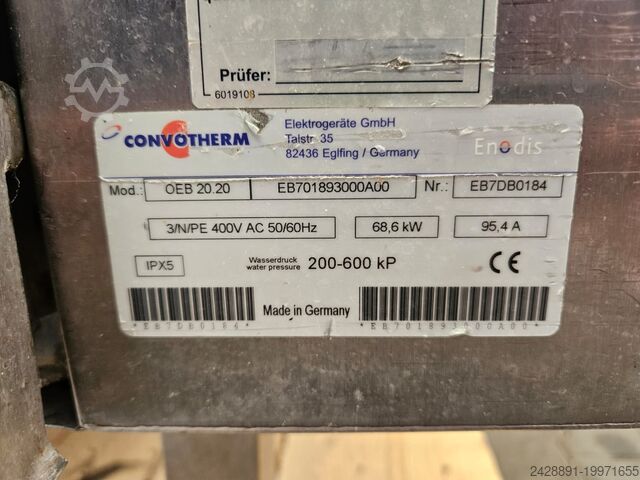 Prüfer:
6019108
CONVOTHERM
Elektrogeräte GmbH
Talstr. 35
82436 Eglfing / Germany
Enodis
Mod.: OEB 20.20 EB701893000A00 Nr.: EB7DB0184
3/N/PE 400V AC 50/60Hz 68,6 kW 95,4 A
IPX5 Wasserdruck
water pressure 200-600 kP CE
Made in Germany
*EB7DB0184* *EB701893000A00*
2428891-19971655